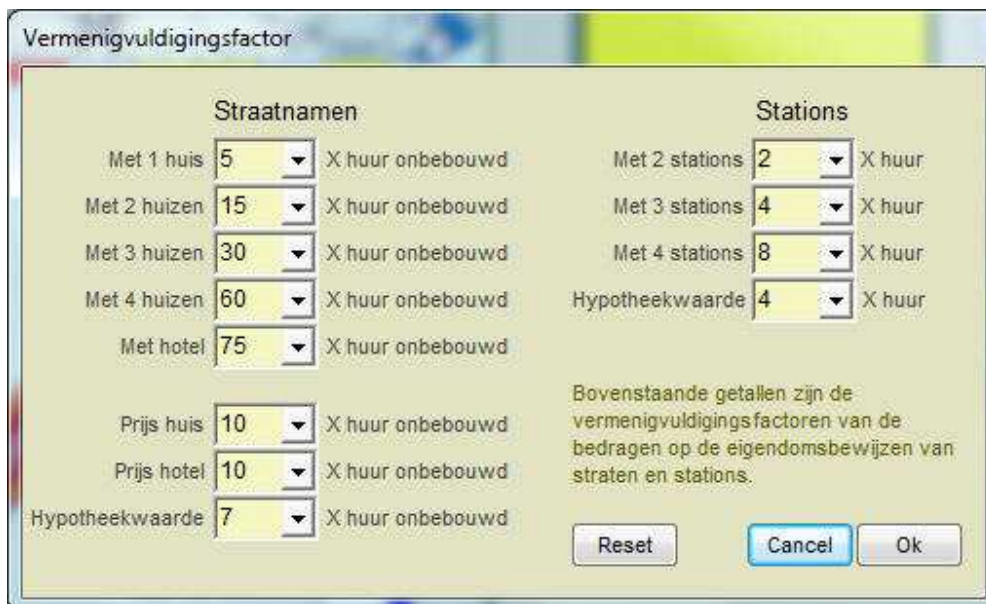 Vermenigvuldigingsfactor
Straatnamen
Met 1 huis 5 X huur onbebouwd
Met 2 huizen 15 X huur onbebouwd
Met 3 huizen 30 X huur onbebouwd
Met 4 huizen 60 X huur onbebouwd
Met hotel 75 X huur onbebouwd
Prijs huis 10 X huur onbebouwd
Prijs hotel 10 X huur onbebouwd
Hypotheekwaarde 7 X huur onbebouwd
Stations
Met 2 stations 2 X huur
Met 3 stations 4 X huur
Met 4 stations 8 X huur
Hypotheekwaarde 4 X huur
Bovenstaande getallen zijn de
vermenigvuldigingsfactoren van de
bedragen op de eigendomsbewijzen van
straten en stations.
Reset Cancel Ok